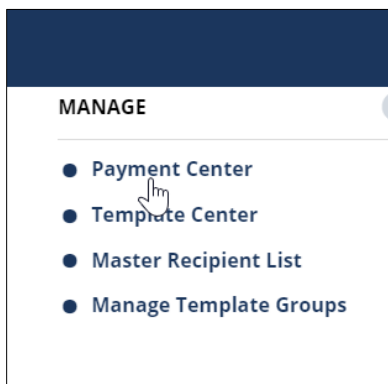 MANAGE
Payment Center
Template Center
Master Recipient List
Manage Template Groups